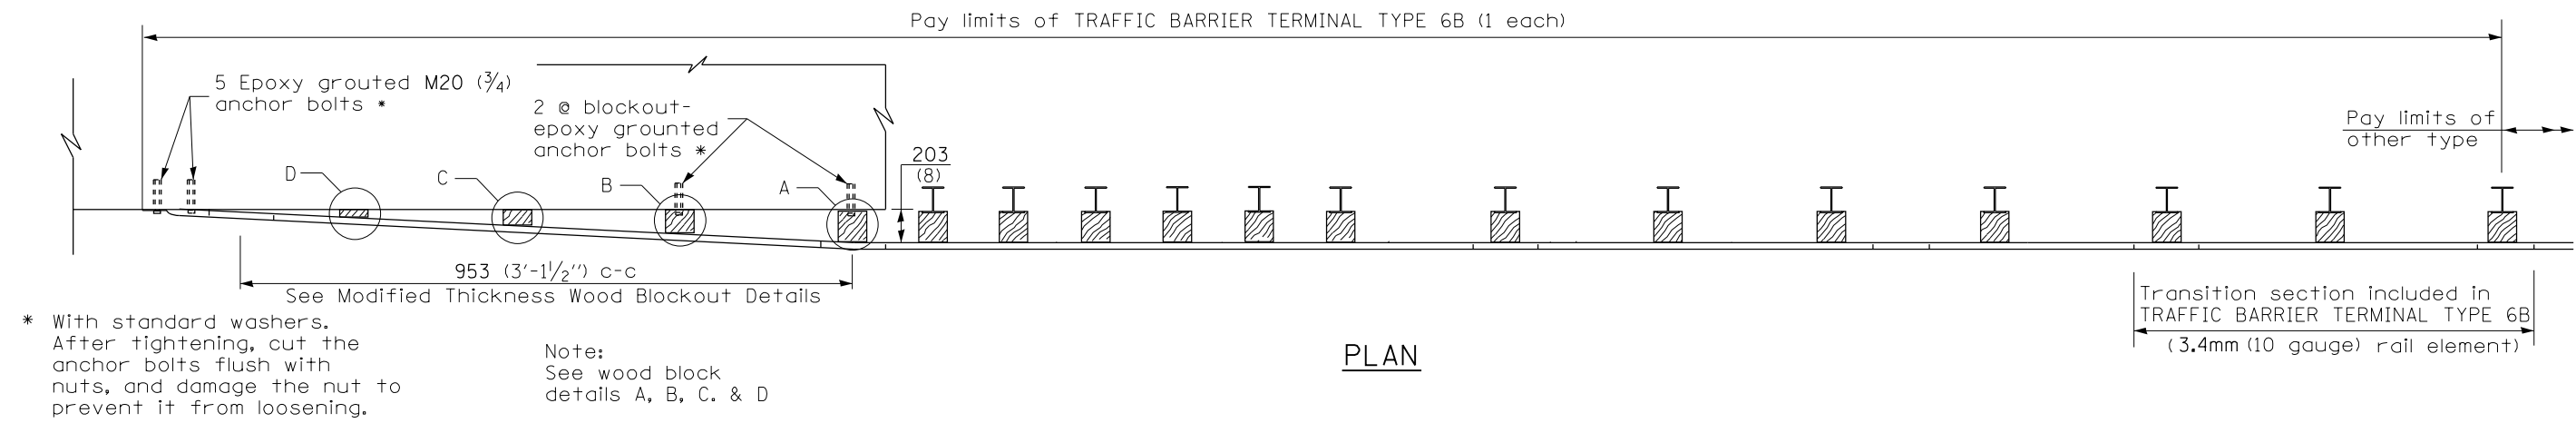 Pay limits of TRAFFIC BARRIER TERMINAL TYPE 6B (1 each)
5 Epoxy grouted M20 (3/4)
anchor bolts *
2 @ blockout-
epoxy grounted
anchor bolts *
Pay limits of
other type
203
(8)
D
C
B
A
953 (3'-1 1/2'') c-c
See Modified Thickness Wood Blockout Details
* With standard washers.
After tightening, cut the
anchor bolts flush with
nuts, and damage the nut to
prevent it from loosening.
Note:
See wood block
details A, B, C. & D
PLAN
Transition section included in
TRAFFIC BARRIER TERMINAL TYPE 6B
(3.4mm (10 gauge) rail element)